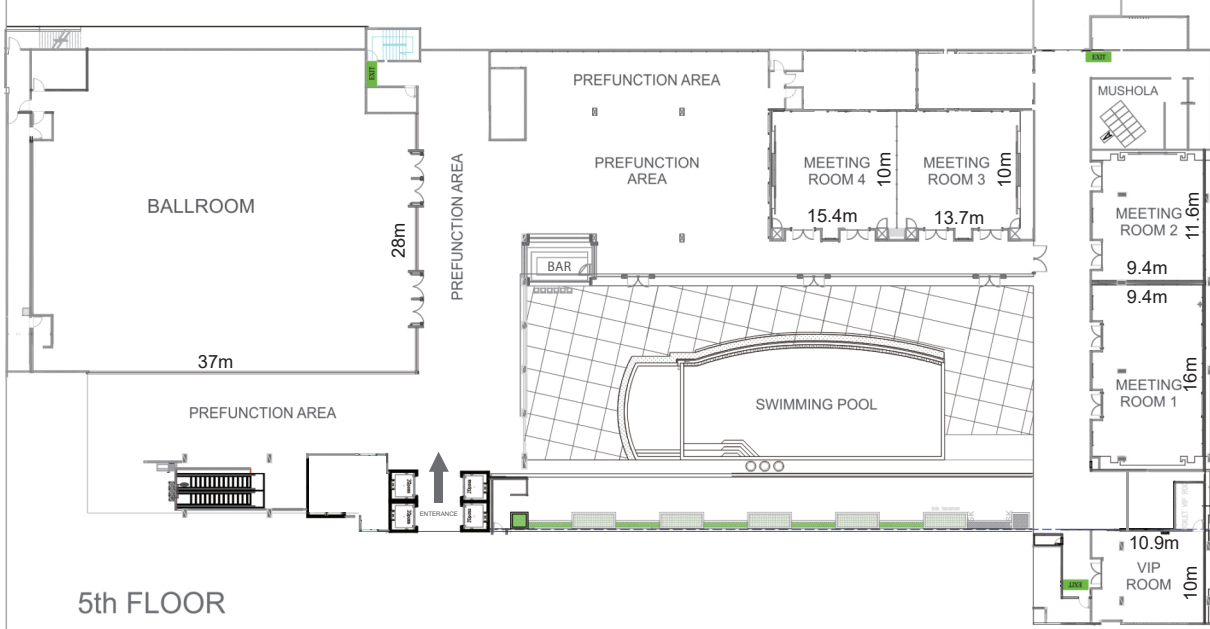 EXIT
EXIT
PREFUNCTION AREA
MUSHOLA
BALLROOM
28m
37m
PREFUNCTION AREA
PREFUNCTION
AREA
MEETING
ROOM 4
10m
15.4m
MEETING
ROOM 3
10m
13.7m
MEETING
ROOM 2
11.6m
9.4m
BAR
9.4m
16m
MEETING
ROOM 1
SWIMMING POOL
PREFUNCTION AREA
ENTERANCE
10.9m
VIP
ROOM
10m
EXIT
5th FLOOR